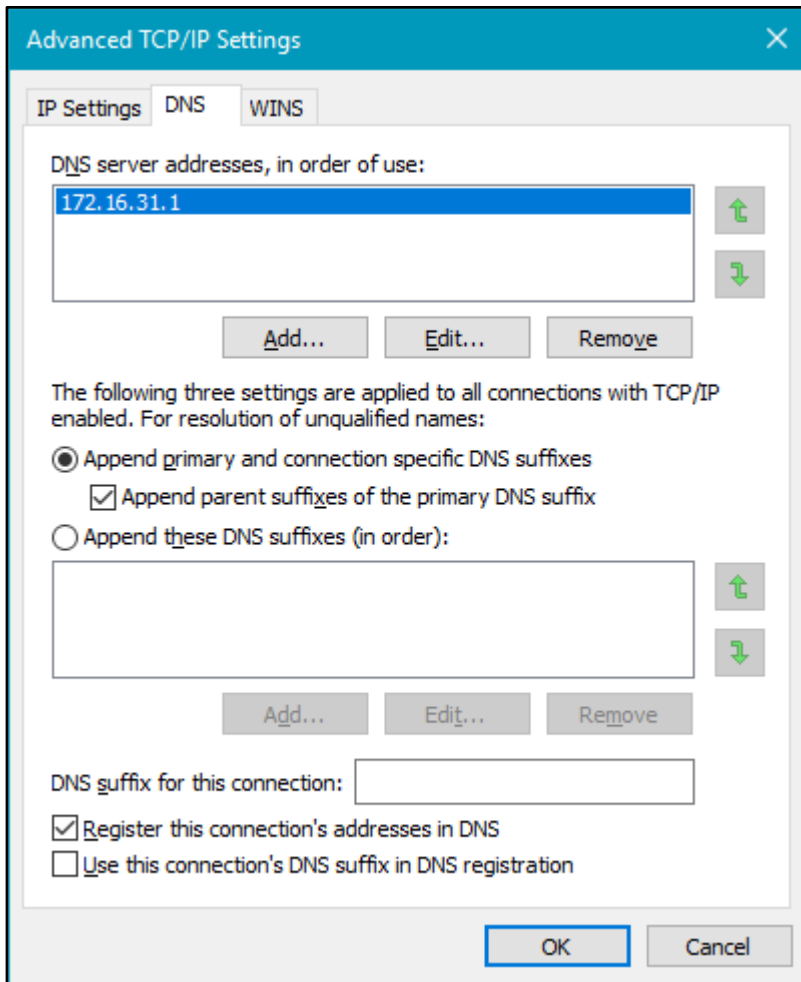 Advanced TCP/IP Settings
IP Settings DNS WINS
DNS server addresses, in order of use:
172.16.31.1
Add... Edit... Remove
The following three settings are applied to all connections with TCP/IP
enabled. For resolution of unqualified names:
Append primary and connection specific DNS suffixes
Append parent suffixes of the primary DNS suffix
Append these DNS suffixes (in order):
Add... Edit... Remove
DNS suffix for this connection:
Register this connection's addresses in DNS
Use this connection's DNS suffix in DNS registration
OK Cancel